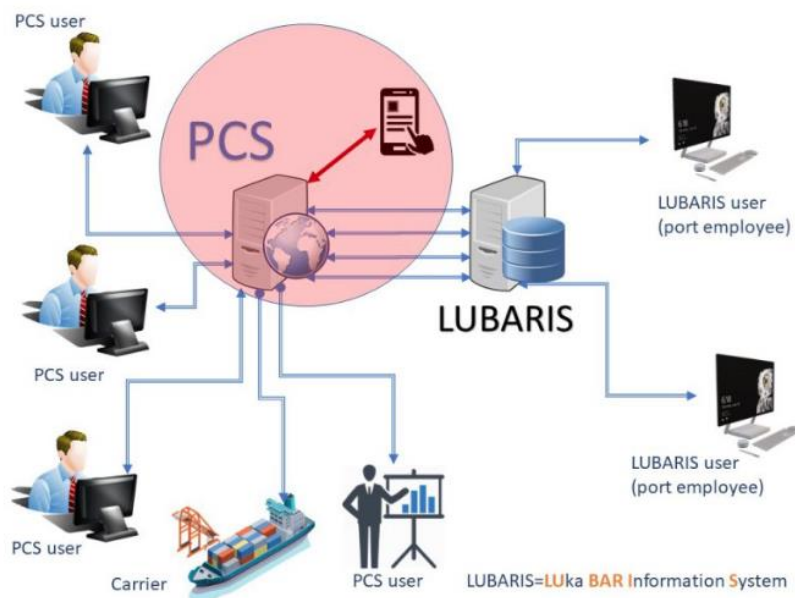 PCS user
PCS
LUBARIS user
(port employee)
LUBARIS
PCS user
LUBARIS user
(port employee)
PCS user
Carrier
PCS user
LUBARIS=LUka BAR Information System